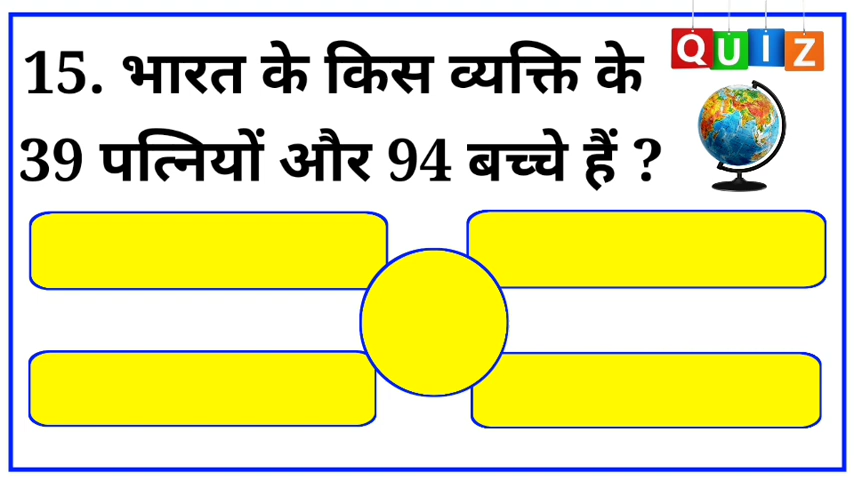 QUIZ
15. भारत के किस व्यक्ति के
39 पत्नियों और 94 बच्चे हैं ?